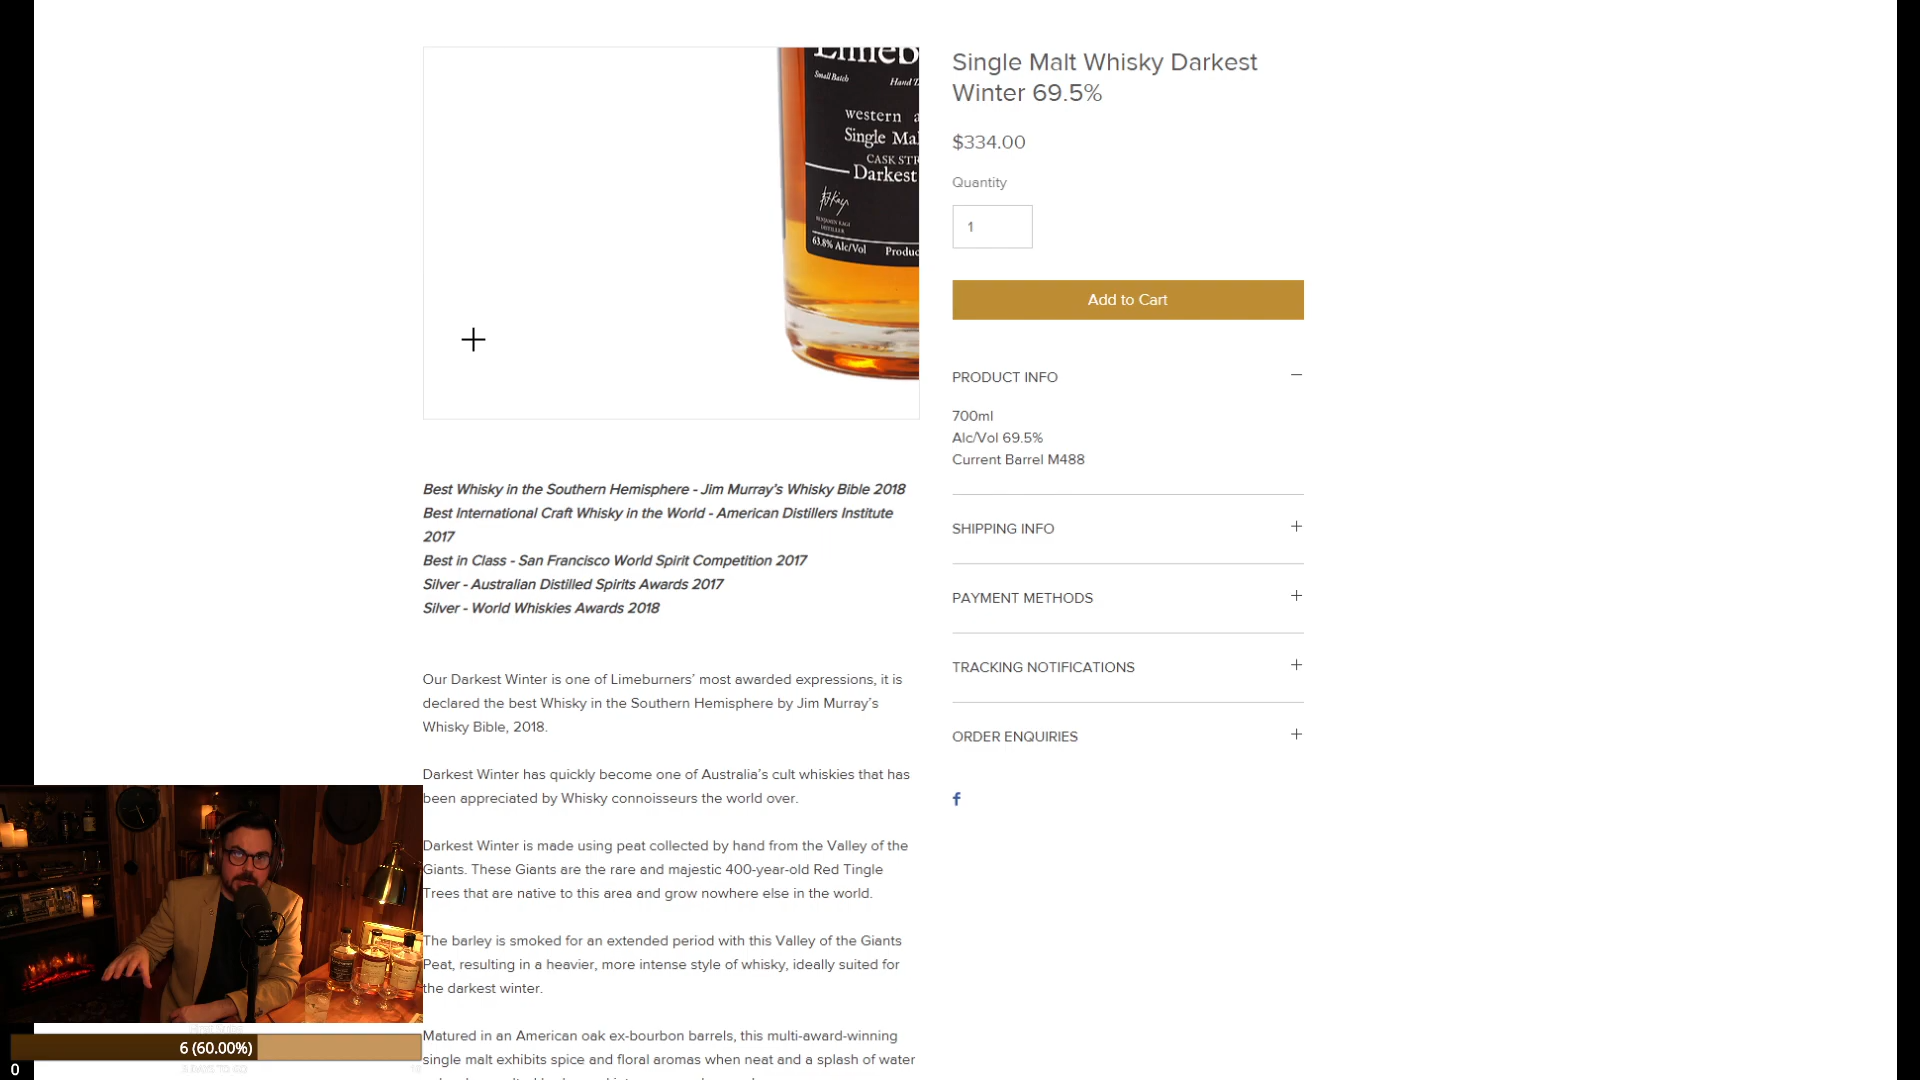 Small Batch
western
Single Mal
CASK STR
Darkest
63.8% Alc/Vol
Produc
Single Malt Whisky Darkest
Winter 69.5%
$334.00
Quantity
1
Add to Cart
PRODUCT INFO
700ml
Alc/Vol 69.5%
Current Barrel M488
SHIPPING INFO
PAYMENT METHODS
TRACKING NOTIFICATIONS
ORDER ENQUIRIES
Best Whisky in the Southern Hemisphere - Jim Murray's Whisky Bible 2018
Best International Craft Whisky in the World - American Distillers Institute
2017
Best in Class - San Francisco World Spirit Competition 2017
Silver - Australian Distilled Spirits Awards 2017
Silver - World Whiskies Awards 2018
Our Darkest Winter is one of Limeburners' most awarded expressions, it is
declared the best Whisky in the Southern Hemisphere by Jim Murray's
Whisky Bible, 2018.
Darkest Winter has quickly become one of Australia's cult whiskies that has
been appreciated by Whisky connoisseurs the world over.
Darkest Winter is made using peat collected by hand from the Valley of the
Giants. These Giants are the rare and majestic 400-year-old Red Tingle
Trees that are native to this area and grow nowhere else in the world.
The barley is smoked for an extended period with this Valley of the Giants
Peat, resulting in a heavier, more intense style of whisky, ideally suited for
the darkest winter.
Matured in an American oak ex-bourbon barrels, this multi-award-winning
single malt exhibits spice and floral aromas when neat and a splash of water
6 (60.00%)
0